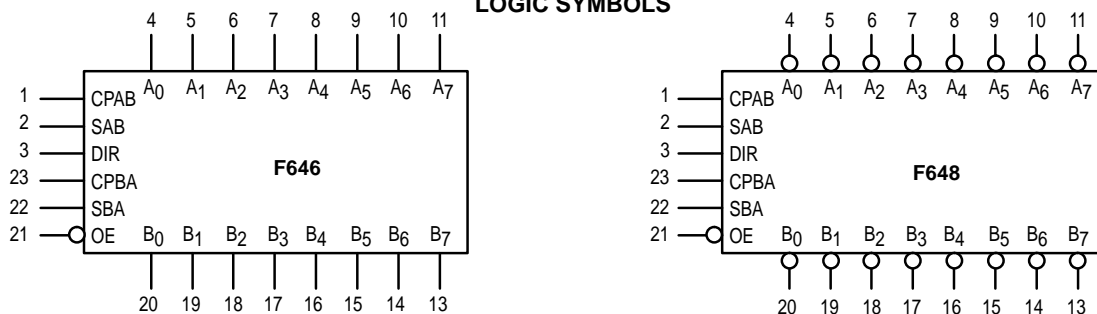 LOGIC SYMBOLS
4 5 6 7 8 9 10 11
1 CPAB A0 A1 A2 A3 A4 A5 A6 A7
2 SAB
3 DIR
F646
23 CPBA
22 SBA
21 OE B0 B1 B2 B3 B4 B5 B6 B7
20 19 18 17 16 15 14 13
4 5 6 7 8 9 10 11
1 CPAB A0 A1 A2 A3 A4 A5 A6 A7
2 SAB
3 DIR
F648
23 CPBA
22 SBA
21 OE B0 B1 B2 B3 B4 B5 B6 B7
20 19 18 17 16 15 14 13